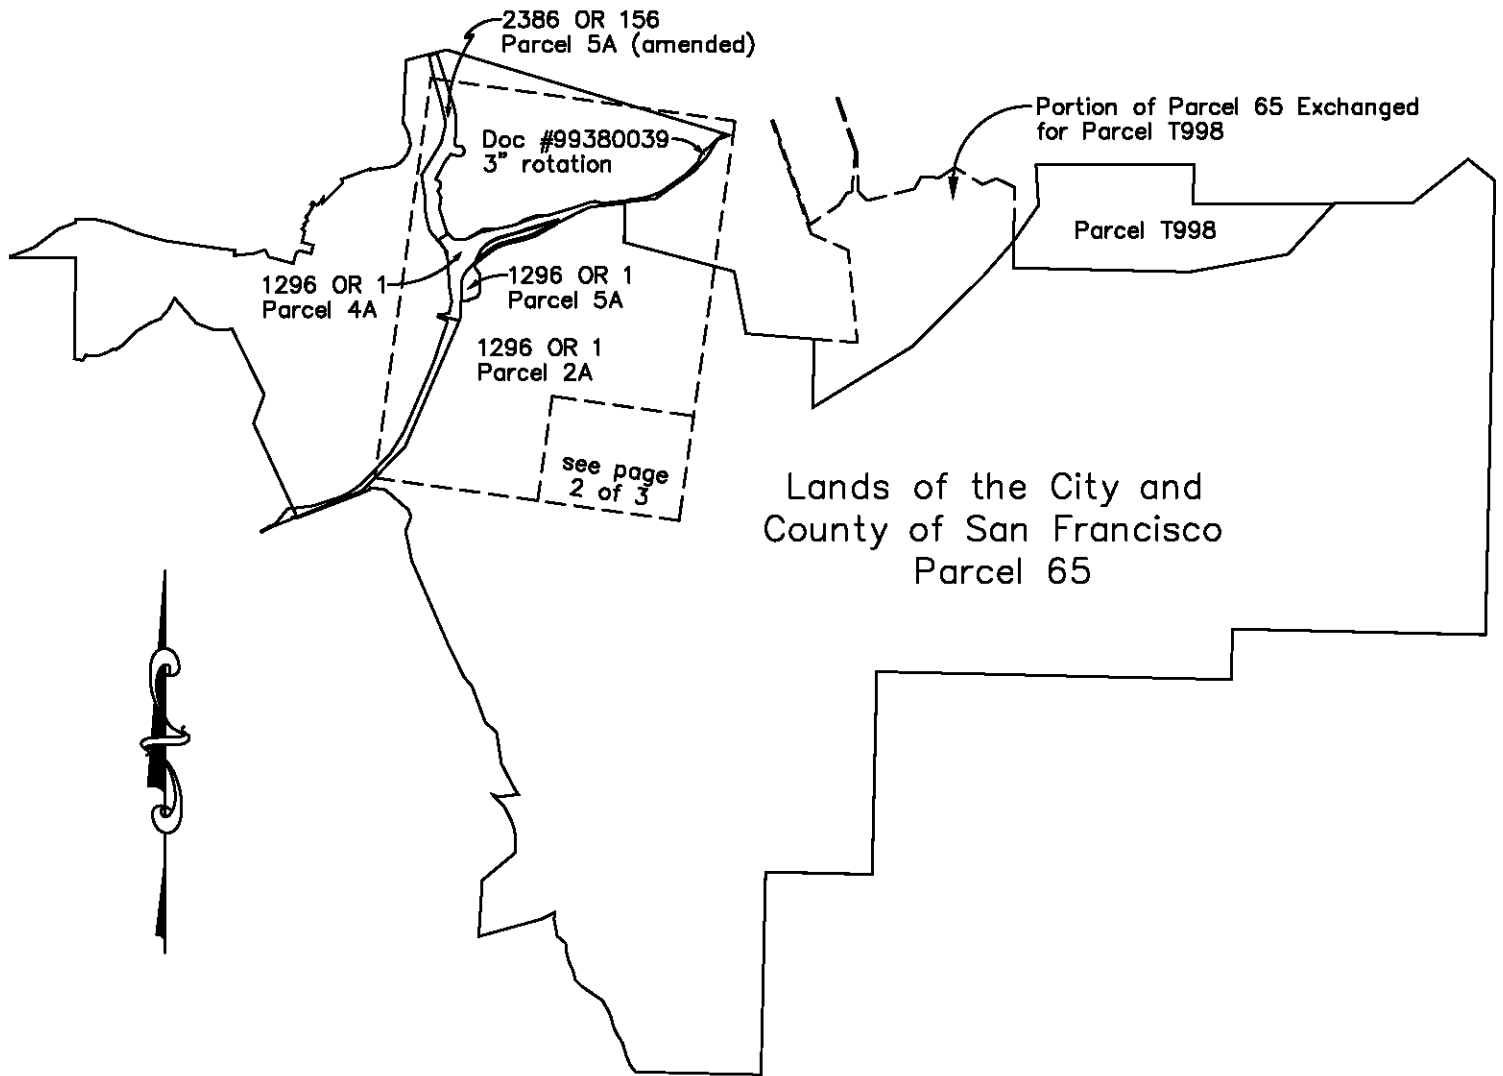 2386 OR 156
Parcel 5A (amended)
Portion of Parcel 65 Exchanged
for Parcel T998
Doc #99380039
3" rotation
Parcel T998
1296 OR 1
Parcel 4A
1296 OR 1
Parcel 5A
1296 OR 1
Parcel 2A
see page
2 of 3
Lands of the City and
County of San Francisco
Parcel 65